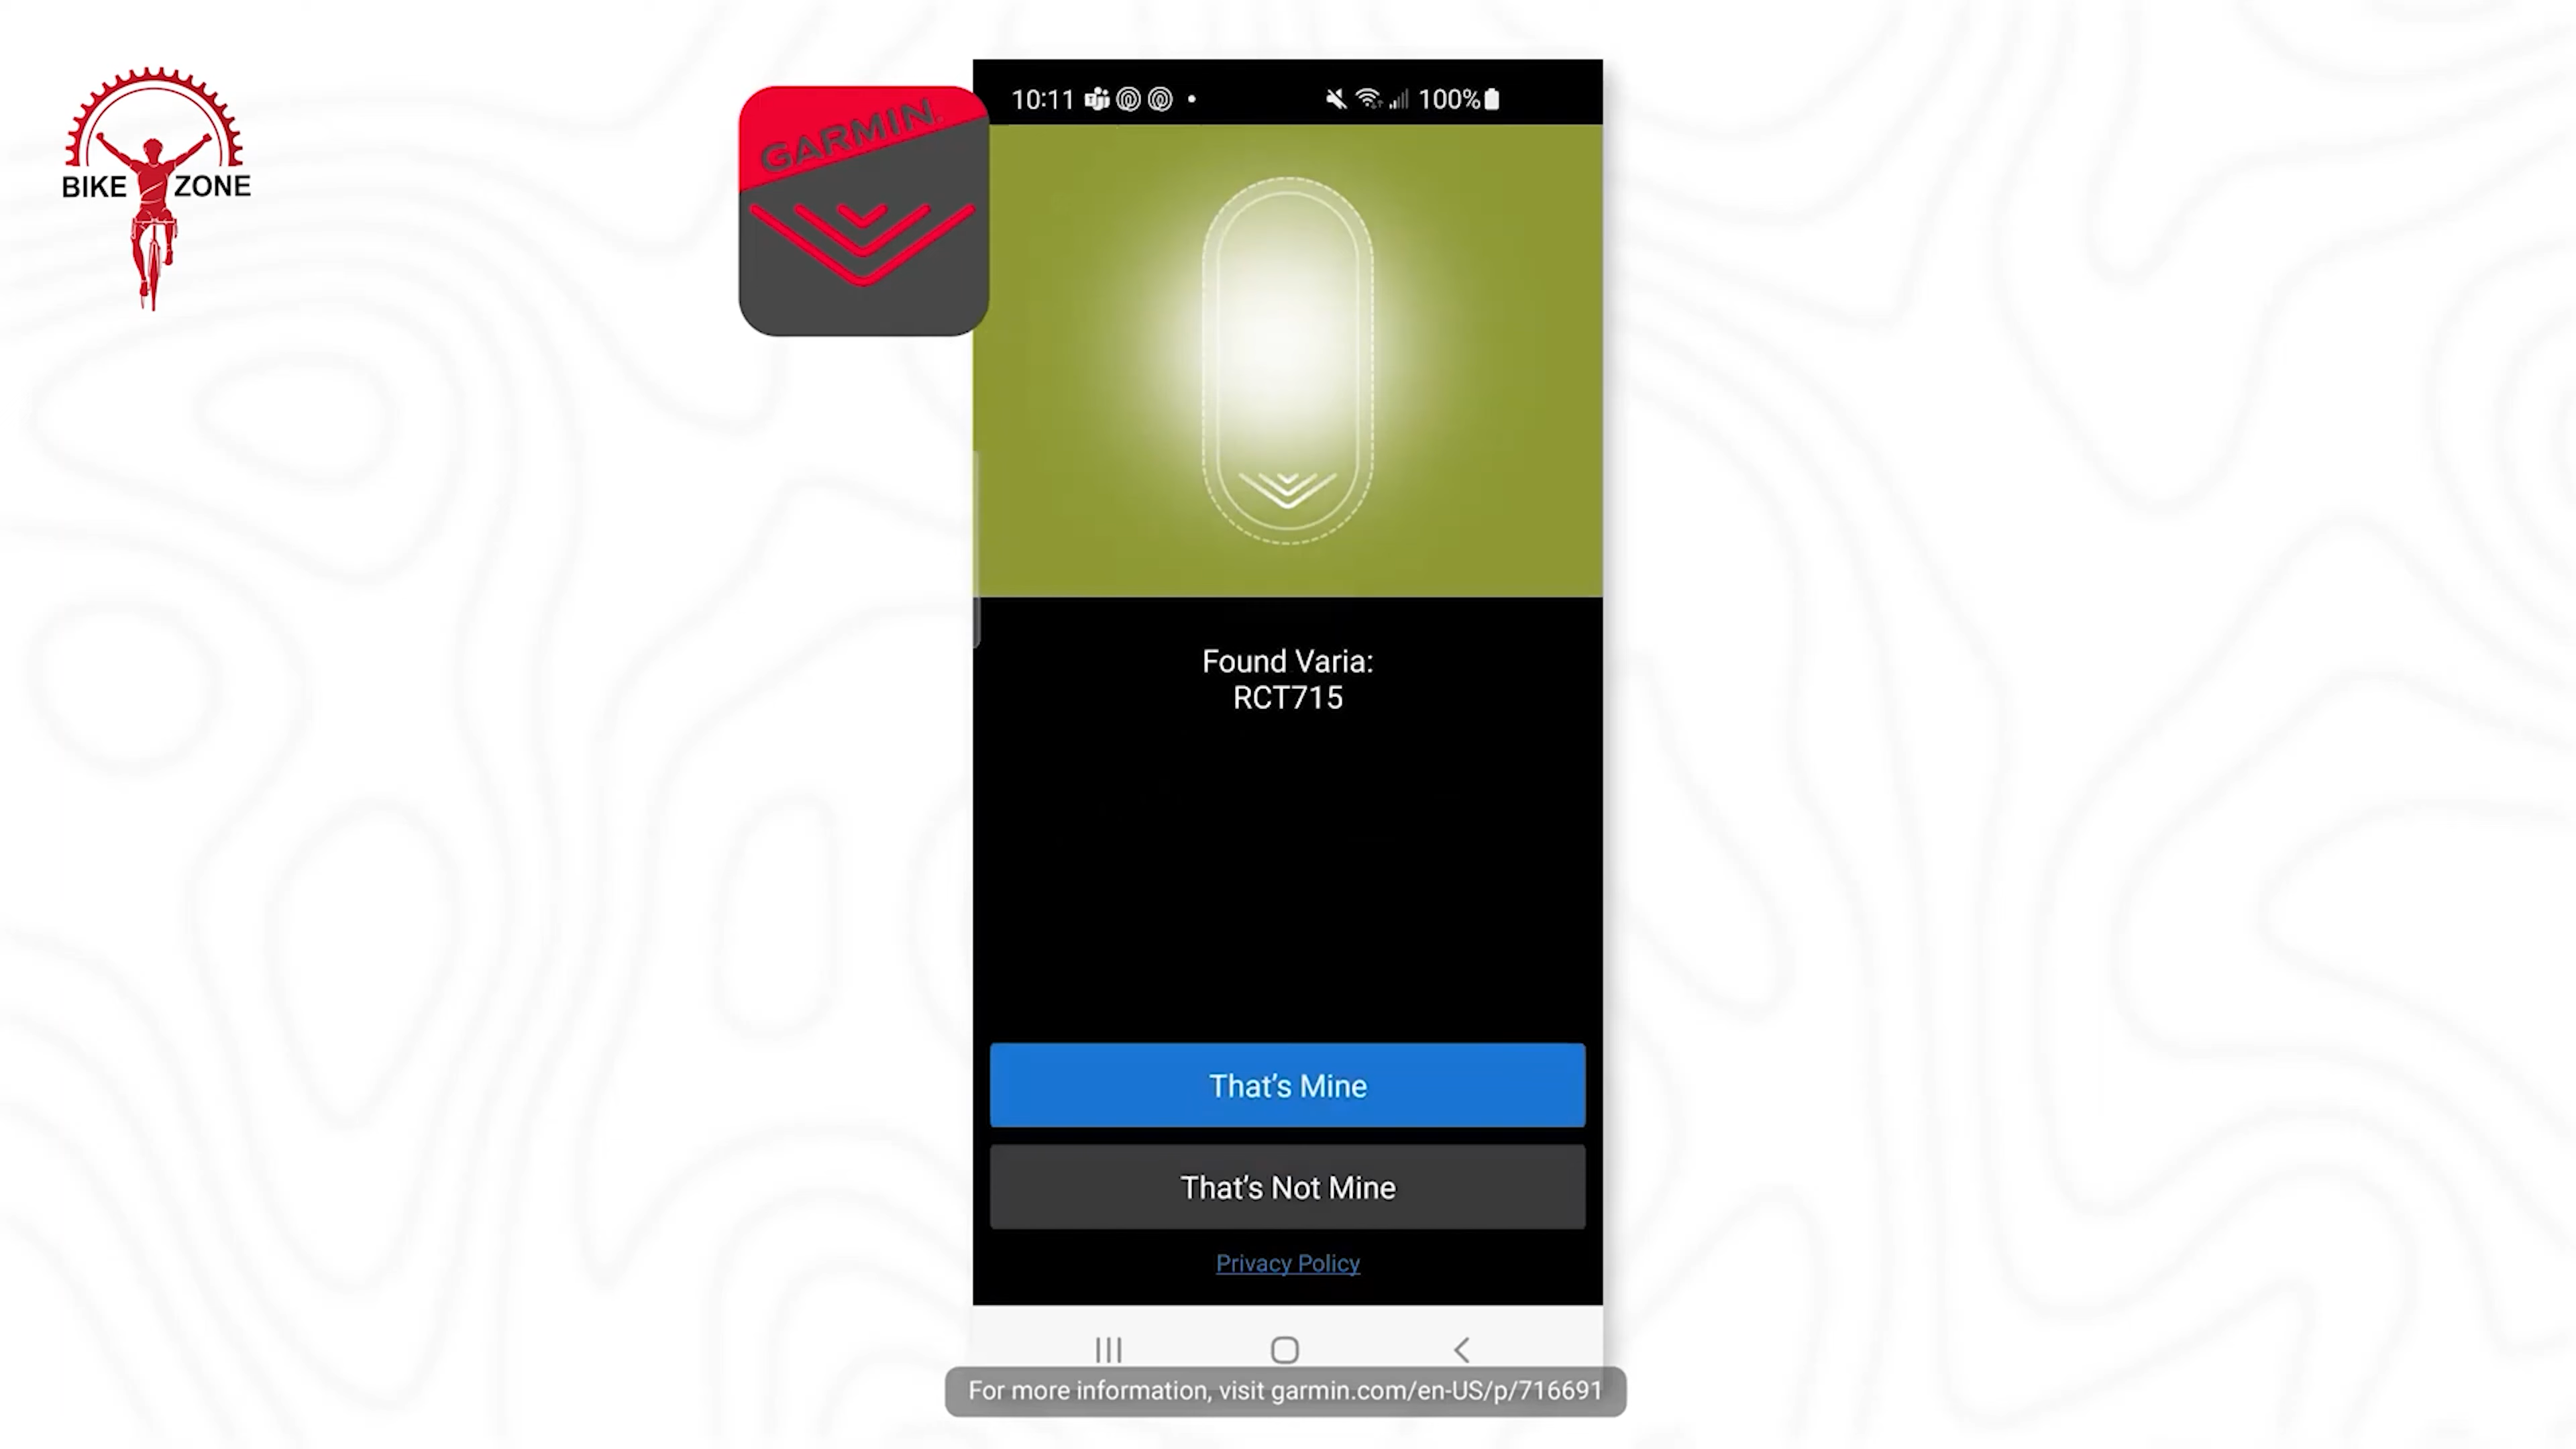 BIKE ZONE
GARMIN
10:11
100%
Found Varia:
RCT715
That's Mine
That's Not Mine
Privacy Policy
For more information, visit garmin.com/en-US/p/716691